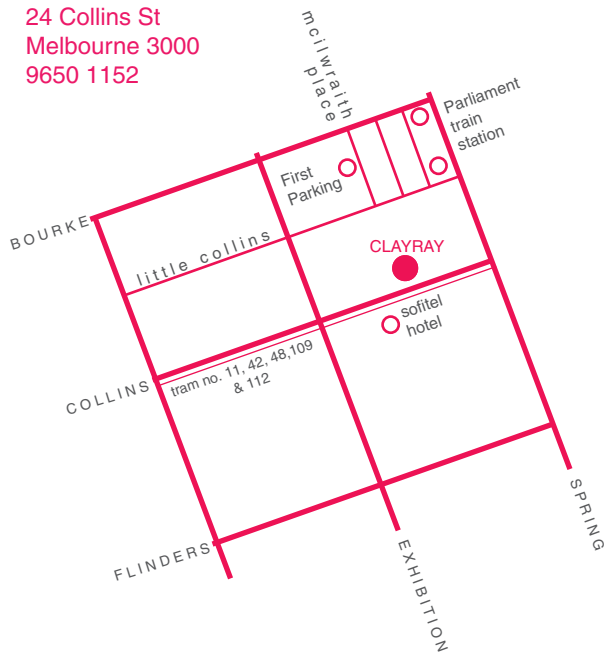 24 Collins St
Melbourne 3000
9650 1152
mcilwraith
place
Parliament
train
station
First
Parking
BOURKE
little collins
CLAYRAY
sofitel
hotel
tram no. 11, 42, 48,109
& 112
COLLINS
SPRING
FLINDERS
EXHIBITION